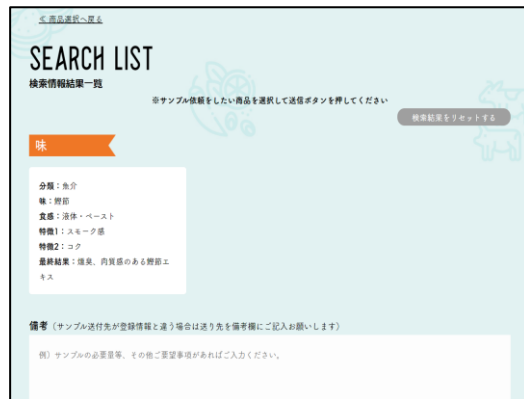 ≪ 商品選択へ戻る
SEARCH LIST
検索情報結果一覧
※サンプル依頼をしたい商品を選択して送信ボタンを押してください
検索結果をリセットする
味
分類：魚介
味：鰹節
食感：液体・ペースト
特徴1：スモーク感
特徴2：コク
最終結果：燻臭、肉質感のある鰹節エ
キス
備考（サンプル送付先が登録情報と違う場合は送り先を備考欄にご記入お願いします）
例）サンプルの必要量等、その他ご要望事項があればご入力ください。